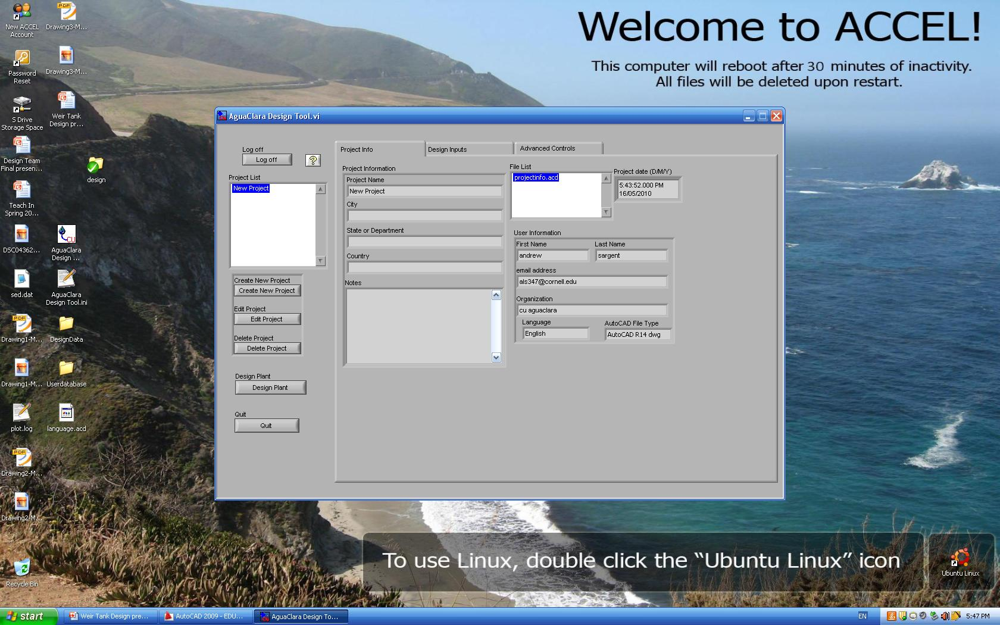 Welcome to ACCEL!
This computer will reboot after 30 minutes of inactivity.
All files will be deleted upon restart.
New ACCEL
Account
Drawing3-M...
Password
Reset
Drawing3-M...
S Drive
Storage Space
Weir Tank
Design pr...
Design Team
Final presen...
design
Teach In
Spring 20...
DSC04362...
AguaClara
Design ...
CU
sed.dat
AguaClara
Design Tool.ini
PDF
Drawing1-M...
DesignData
Drawing1-M...
Userdatabase
plot.log
language.acd
PDF
Drawing2-M...
Drawing2-M...
Recycle Bin
AguaClara Design Tool.vi
Log off
Log off
?
Project List
New Project
Create New Project
Create New Project
Edit Project
Edit Project
Delete Project
Delete Project
Design Plant
Design Plant
Quit
Quit
Project Info
Design Inputs
Advanced Controls
Project Information
Project Name
New Project
City
State or Department
Country
Notes
File List
projectinfo.acd
Project date (D/M/Y)
5:43:52.000 PM
16/05/2010
User Information
First Name
Last Name
andrew
sargent
email address
als347@cornell.edu
Organization
cu aguaclara
Language
AutoCAD File Type
English
AutoCAD R14 dwg
To use Linux, double click the “Ubuntu Linux” icon
Ubuntu Linux
start
Weir Tank Design pre...
AutoCAD 2009 - EDU...
AguaClara Design To...
EN
5:47 PM